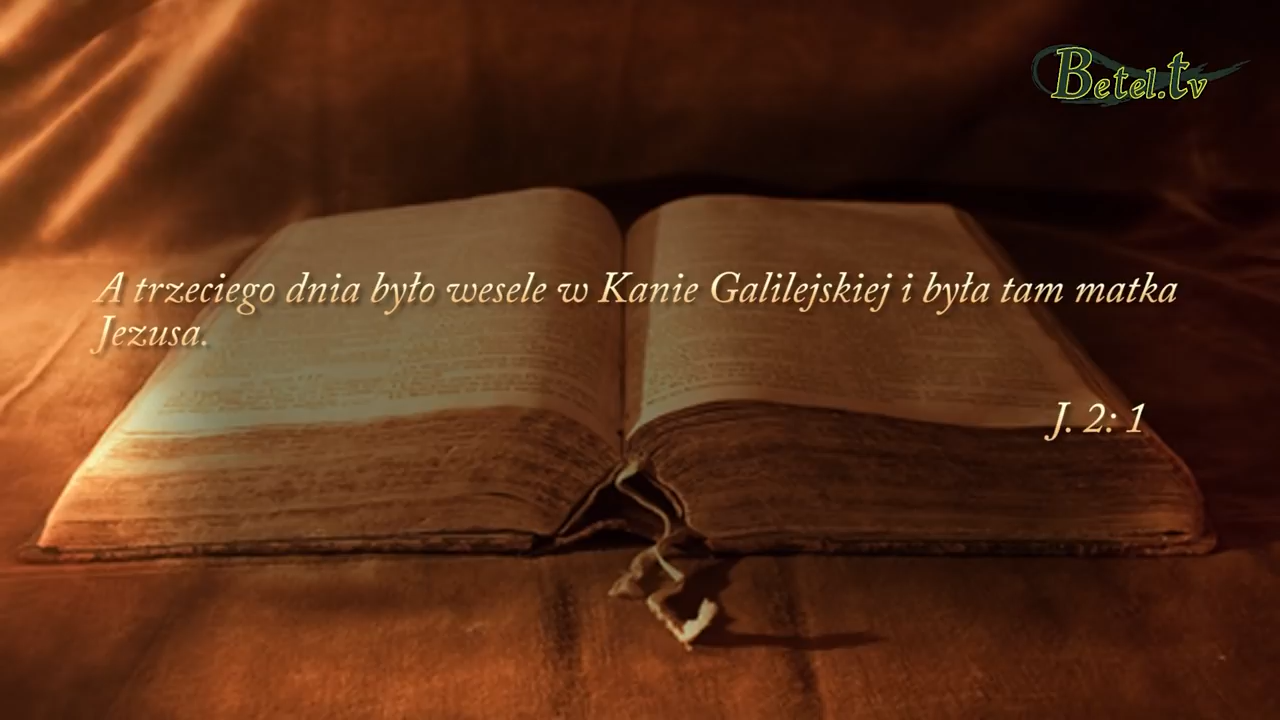 Betel.tv
A trzeciego dnia było wesele w Kanie Galilejskiej i była tam matka
Jezusa.
J. 2: 1